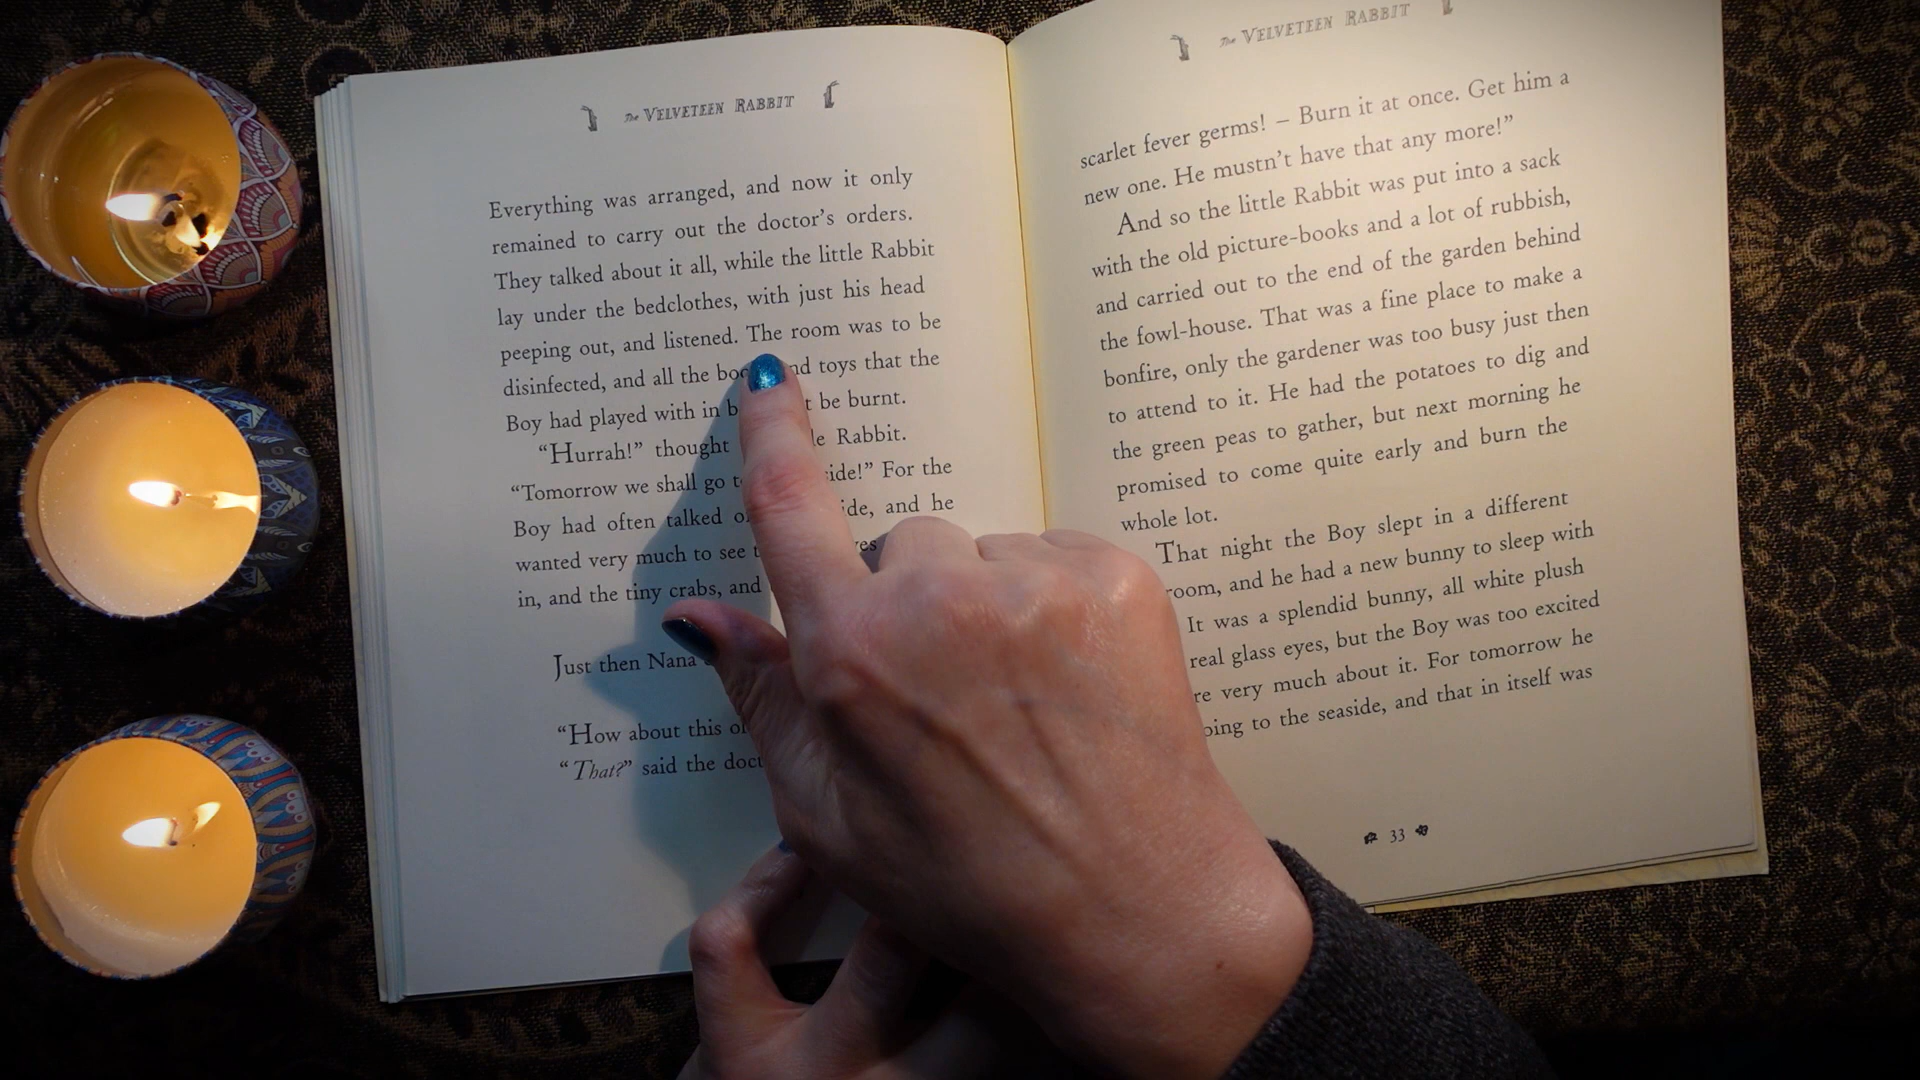 The VELVETEEN RABBIT
Everything was arranged, and now it only
remained to carry out the doctor's orders.
They talked about it all, while the little Rabbit
lay under the bedclothes, with just his head
peeping out, and listened. The room was to be
disinfected, and all the toys that the
Boy had played with in be burnt.
“Hurrah!” thought Rabbit.
“Tomorrow we shall go For the
Boy had often talked and he
wanted very much to see
in, and the tiny crabs, and
Just then Nana
“How about this
“That?” said the
The VELVETEEN RABBIT
scarlet fever germs! – Burn it at once. Get him a
new one. He mustn't have that any more!”
And so the little Rabbit was put into a sack
with the old picture-books and a lot of rubbish,
and carried out to the end of the garden behind
the fowl-house. That was a fine place to make a
bonfire, only the gardener was too busy just then
to attend to it. He had the potatoes to dig and
the green peas to gather, but next morning he
promised to come quite early and burn the
whole lot.
That night the Boy slept in a different
room, and he had a new bunny to sleep with
It was a splendid bunny, all white plush
real glass eyes, but the Boy was too excited
very much about it. For tomorrow he
to the seaside, and that in itself was
33